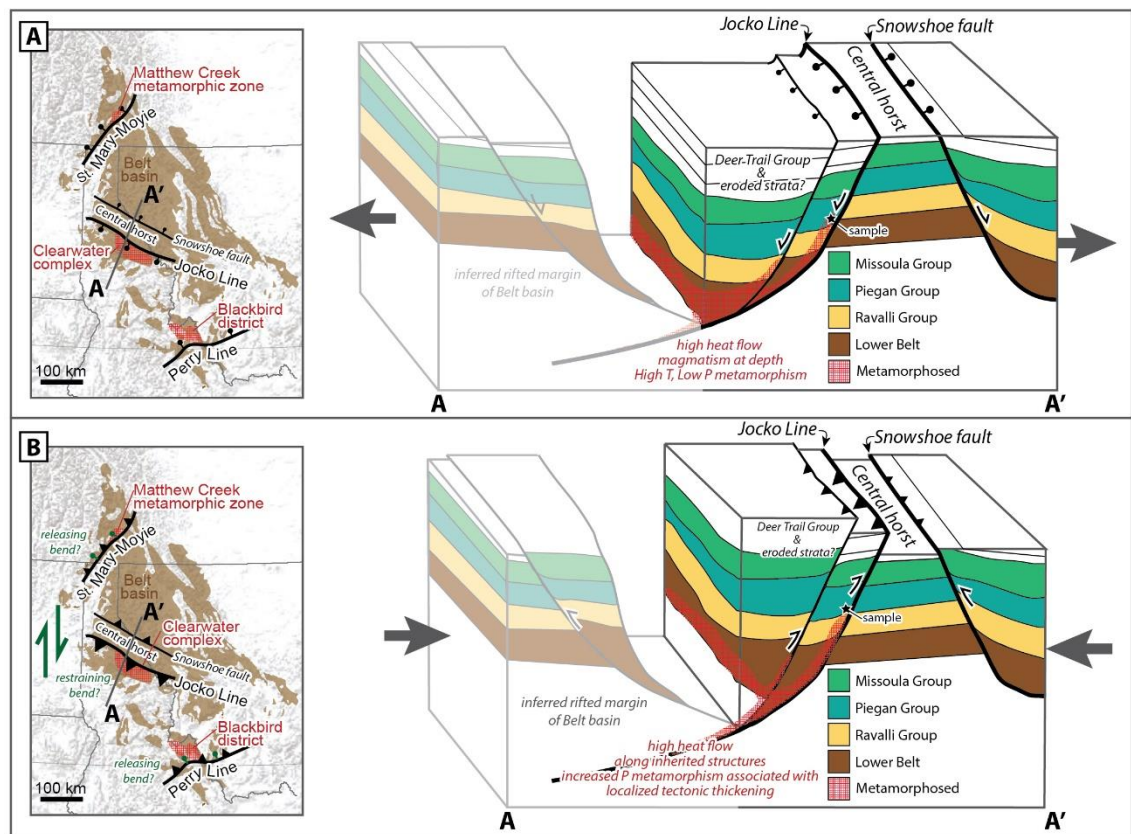 A
Matthew Creek
metamorphic zone
St. Mary-Moyie
Belt
basin
A'
Central horst
Snowshoe fault
Clearwater
complex
Jocko Line
A
Blackbird
district
Perry Line
100 km
Jocko Line
Snowshoe fault
Central horst
Deer-Trail Group
&
eroded strata?
sample
inferred rifted margin
of Belt basin
Missoula Group
Piegan Group
Ravalli Group
Lower Belt
Metamorphosed
high heat flow
magmatism at depth
High T, Low P metamorphism
A
A'
B
Matthew Creek
metamorphic zone
releasing
bend?
St. Mary-Moyie
Belt
basin
A'
Clearwater
complex
Central horst
Snowshoe fault
restraining
bend?
Jocko Line
A
Blackbird
district
releasing
bend?
Perry Line
100 km
Jocko Line
Snowshoe fault
Central horst
Deer Trail Group
&
eroded strata?
sample
inferred rifted margin
of Belt basin
Missoula Group
Piegan Group
Ravalli Group
Lower Belt
Metamorphosed
high heat flow
along inherited structures
increased P metamorphism associated with
localized tectonic thickening
A
A'